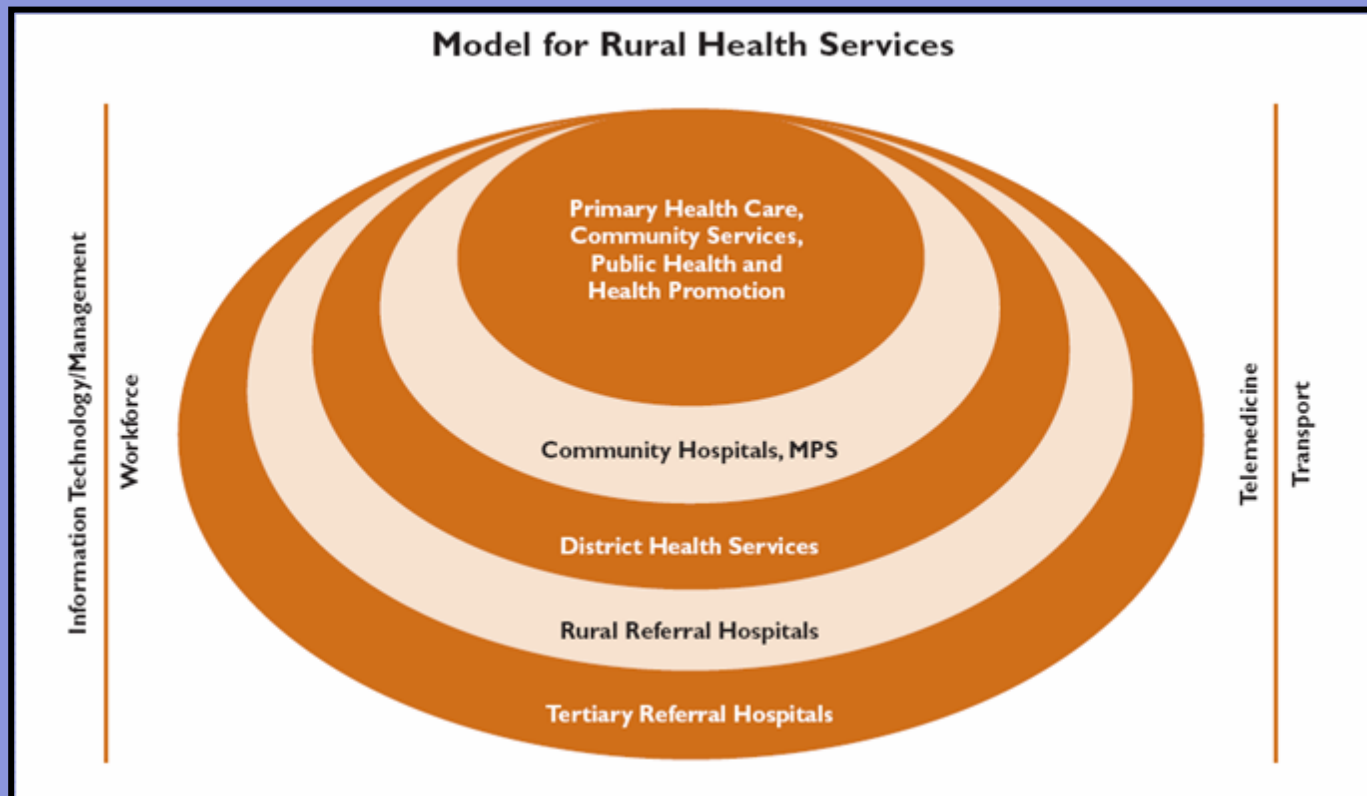 Model for Rural Health Services
Information Technology/Management
Workforce
Primary Health Care,
Community Services,
Public Health and
Health Promotion
Community Hospitals, MPS
District Health Services
Rural Referral Hospitals
Tertiary Referral Hospitals
Telemedicine
Transport